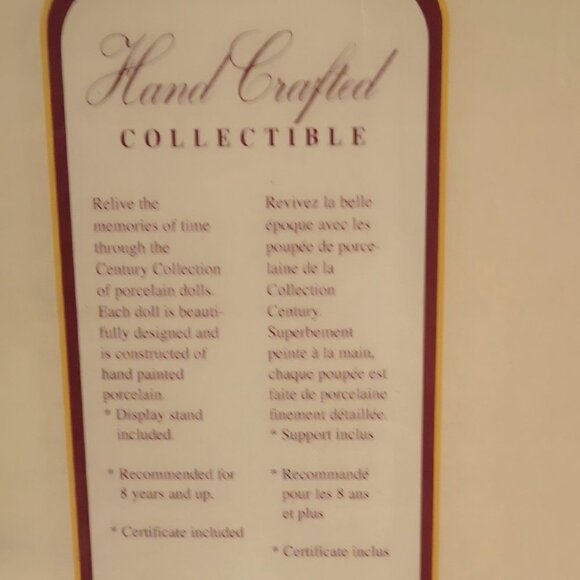 Hand Crafted
COLLECTIBLE
Relive the
memories of time
through the
Century Collection
of porcelain dolls.
Each doll is beauti-
fully designed and
is constructed of
hand painted
porcelain.
* Display stand
included.
* Recommended for
8 years and up.
* Certificate included
Revivez la belle
époque avec les
poupée de porce-
laine de la
Collection
Century.
Superbement
peinte à la main,
chaque poupée est
faite de porcelaine
finement détaillée.
* Support inclus
* Recommandé
pour les 8 ans
et plus
* Certificate inclus